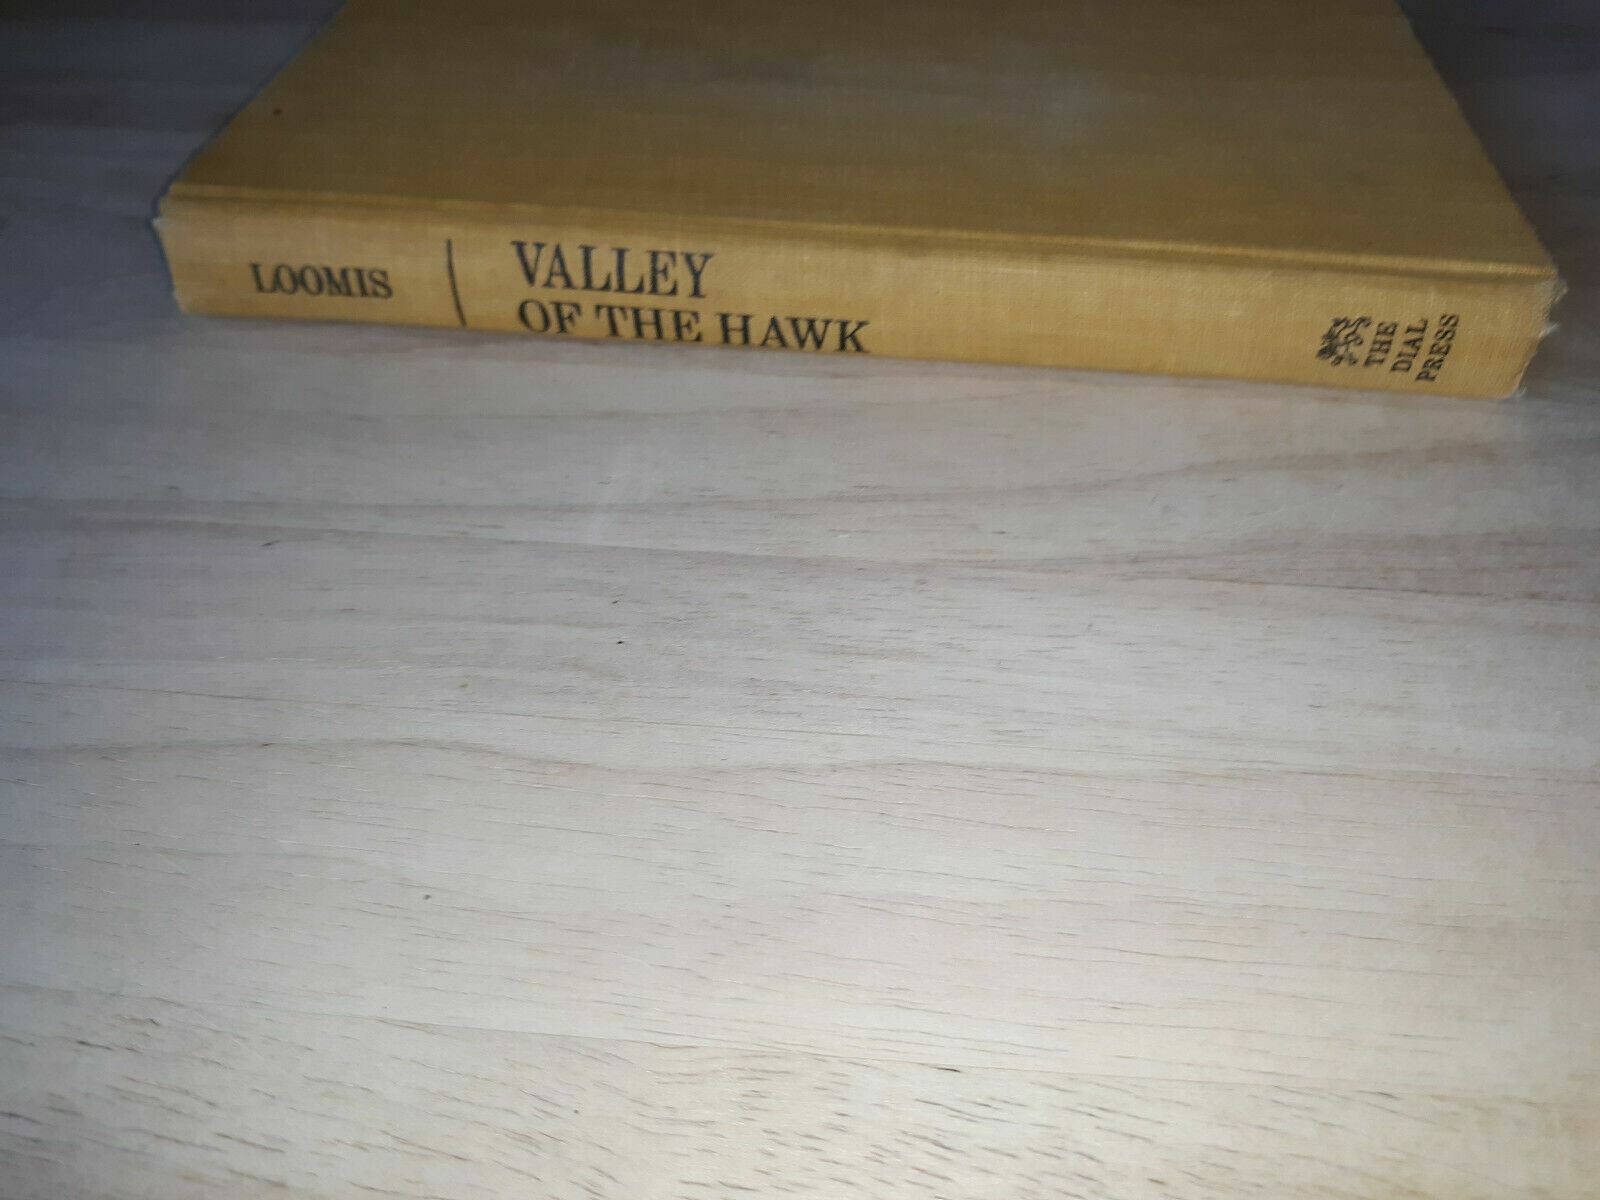 LOOMIS
VALLEY
OF THE HAWK
THE
DIAL
PRESS